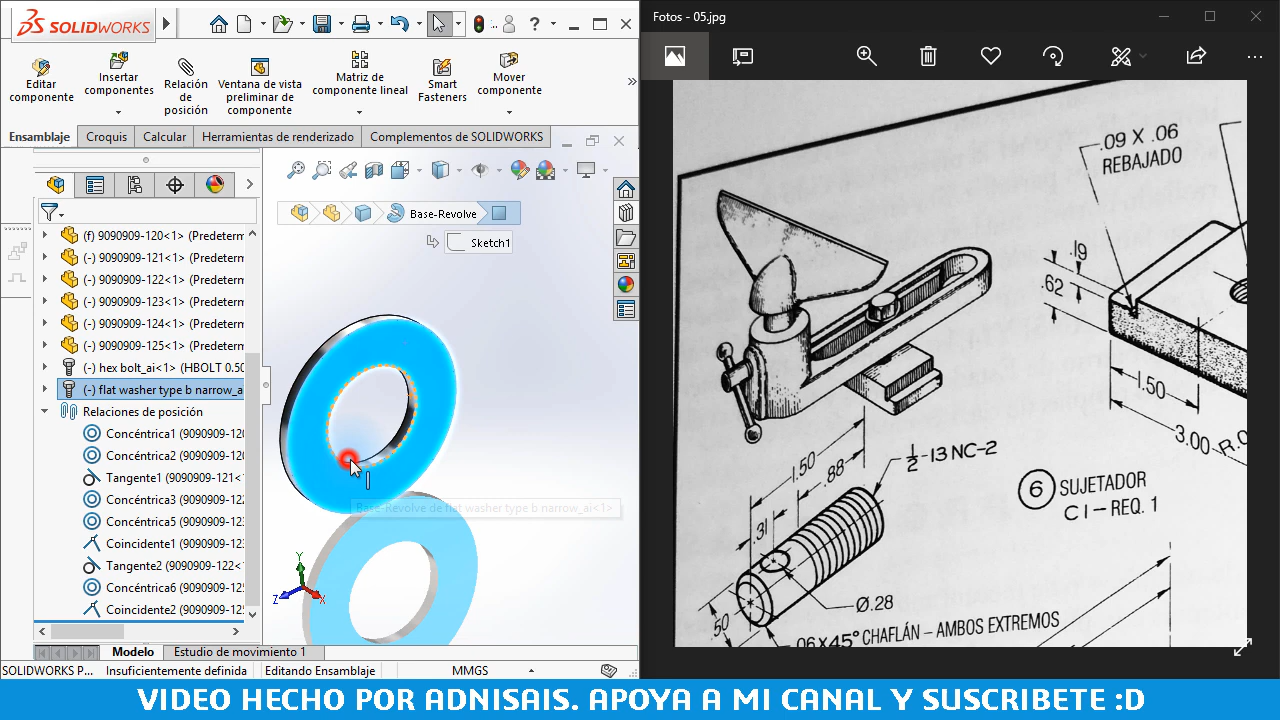 SOLIDWORKS
Editar
componente
Insertar
componentes
Relación
de
posición
Ventana de vista
preliminar de
componente
Matriz de
componente lineal
Smart
Fasteners
Mover
componente
Ensamblaje
Croquis
Calcular
Herramientas de renderizado
Complementos de SOLIDWORKS
Base-Revolve
Sketch1
(f) 9090909-120<1> (Predeterm
(-) 9090909-121<1> (Predeterm
(-) 9090909-122<1> (Predeterm
(-) 9090909-123<1> (Predeterm
(-) 9090909-124<1> (Predeterm
(-) 9090909-125<1> (Predeterm
(-) hex bolt_ai<1> (HBOLT 0.50
(-) flat washer type b narrow_a
Relaciones de posición
Concéntrica1 (9090909-120
Concéntrica2 (9090909-120
Tangente1 (9090909-121<
Concéntrica3 (9090909-122
Concéntrica5 (9090909-121
Coincidente1 (9090909-123
Tangente2 (9090909-122<
Concéntrica6 (9090909-125
Coincidente2 (9090909-125
Base-Revolve de flat washer type b narrow_ai<1>
Y
Z
X
Modelo
Estudio de movimiento 1
SOLIDWORKS P...
Insuficientemente definida
Editando Ensamblaje
MMGS
Fotos - 05.jpg
.09 X .06
REBAJADO
.19
.62
1.50
3.00
1.50
.88
.31
½-13 NC-2
6 SUJETADOR
C I – REQ. 1
Ø.28
.50
.06 X 45° CHAFLÁN – AMBOS EXTREMOS
VIDEO HECHO POR ADNISAIS. APOYA A MI CANAL Y SUSCRIBETE :D